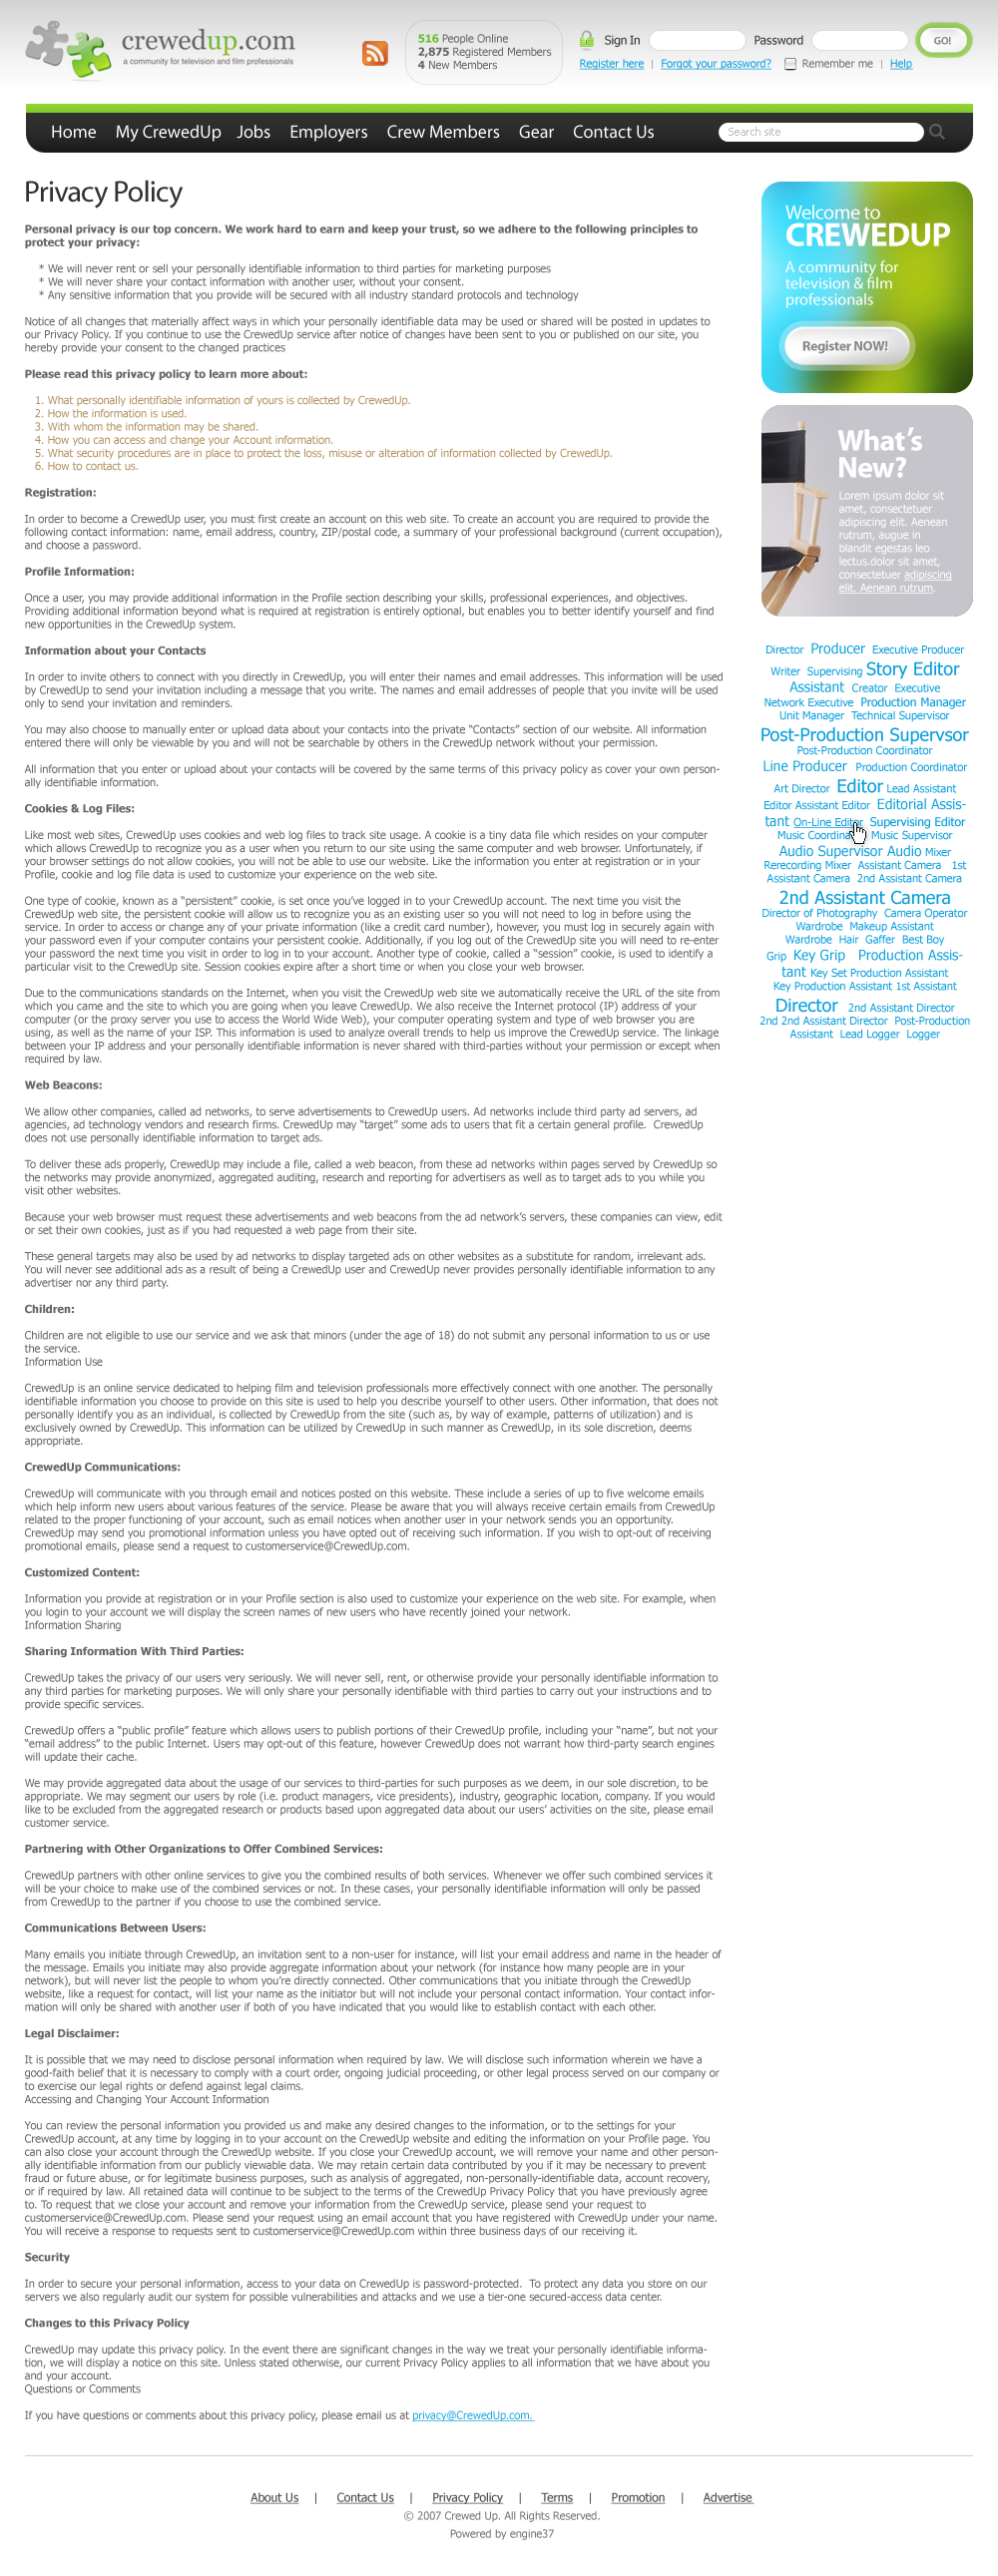 crewedup.com
a community for television and film professionals
516 People Online
2,875 Registered Members
4 New Members
Sign In Password GO!
Register here | Forgot your password? Remember me | Help
Home My CrewedUp Jobs Employers Crew Members Gear Contact Us Search site
Privacy Policy
Personal privacy is our top concern. We work hard to earn and keep your trust, so we adhere to the following principles to
protect your privacy:
* We will never rent or sell your personally identifiable information to third parties for marketing purposes
* We will never share your contact information with another user, without your consent.
* Any sensitive information that you provide will be secured with all industry standard protocols and technology
Notice of all changes that materially affect ways in which your personally identifiable data may be used or shared will be posted in updates to
our Privacy Policy. If you continue to use the CrewedUp service after notice of changes have been sent to you or published on our site, you
hereby provide your consent to the changed practices
Please read this privacy policy to learn more about:
1. What personally identifiable information of yours is collected by CrewedUp.
2. How the information is used.
3. With whom the information may be shared.
4. How you can access and change your Account information.
5. What security procedures are in place to protect the loss, misuse or alteration of information collected by CrewedUp.
6. How to contact us.
Registration:
In order to become a CrewedUp user, you must first create an account on this web site. To create an account you are required to provide the
following contact information: name, email address, country, ZIP/postal code, a summary of your professional background (current occupation),
and choose a password.
Profile Information:
Once a user, you may provide additional information in the Profile section describing your skills, professional experiences, and objectives.
Providing additional information beyond what is required at registration is entirely optional, but enables you to better identify yourself and find
new opportunities in the CrewedUp system.
Information about your Contacts
In order to invite others to connect with you directly in CrewedUp, you will enter their names and email addresses. This information will be used
by CrewedUp to send your invitation including a message that you write. The names and email addresses of people that you invite will be used
only to send your invitation and reminders.
You may also choose to manually enter or upload data about your contacts into the private “Contacts” section of our website. All information
entered there will only be viewable by you and will not be searchable by others in the CrewedUp network without your permission.
All information that you enter or upload about your contacts will be covered by the same terms of this privacy policy as cover your own person-
ally identifiable information.
Cookies & Log Files:
Like most web sites, CrewedUp uses cookies and web log files to track site usage. A cookie is a tiny data file which resides on your computer
which allows CrewedUp to recognize you as a user when you return to our site using the same computer and web browser. Unfortunately, if
your browser settings do not allow cookies, you will not be able to use our website. Like the information you enter at registration or in your
Profile, cookie and log file data is used to customize your experience on the web site.
One type of cookie, known as a “persistent” cookie, is set once you’ve logged in to your CrewedUp account. The next time you visit the
CrewedUp web site, the persistent cookie will allow us to recognize you as an existing user so you will not need to log in before using the
service. In order to access or change any of your private information (like a credit card number), however, you must log in securely again with
your password even if your computer contains your persistent cookie. Additionally, if you log out of the CrewedUp site you will need to re-enter
your password the next time you visit in order to log in to your account. Another type of cookie, called a “session” cookie, is used to identify a
particular visit to the CrewedUp site. Session cookies expire after a short time or when you close your web browser.
Due to the communications standards on the Internet, when you visit the CrewedUp web site we automatically receive the URL of the site from
which you came and the site to which you are going when you leave CrewedUp. We also receive the Internet protocol (IP) address of your
computer (or the proxy server you use to access the World Wide Web), your computer operating system and type of web browser you are
using, as well as the name of your ISP. This information is used to analyze overall trends to help us improve the CrewedUp service. The linkage
between your IP address and your personally identifiable information is never shared with third-parties without your permission or except when
required by law.
Web Beacons:
We allow other companies, called ad networks, to serve advertisements to CrewedUp users. Ad networks include third party ad servers, ad
agencies, ad technology vendors and research firms. CrewedUp may “target” some ads to users that fit a certain general profile. CrewedUp
does not use personally identifiable information to target ads.
To deliver these ads properly, CrewedUp may include a file, called a web beacon, from these ad networks within pages served by CrewedUp so
the networks may provide anonymized, aggregated auditing, research and reporting for advertisers as well as to target ads to you while you
visit other websites.
Because your web browser must request these advertisements and web beacons from the ad network’s servers, these companies can view, edit
or set their own cookies, just as if you had requested a web page from their site.
These general targets may also be used by ad networks to display targeted ads on other websites as a substitute for random, irrelevant ads.
You will never see additional ads as a result of being a CrewedUp user and CrewedUp never provides personally identifiable information to any
advertiser nor any third party.
Children:
Children are not eligible to use our service and we ask that minors (under the age of 18) do not submit any personal information to us or use
the service.
Information Use
CrewedUp is an online service dedicated to helping film and television professionals more effectively connect with one another. The personally
identifiable information you choose to provide on this site is used to help you describe yourself to other users. Other information, that does not
personally identify you as an individual, is collected by CrewedUp from the site (such as, by way of example, patterns of utilization) and is
exclusively owned by CrewedUp. This information can be utilized by CrewedUp in such manner as CrewedUp, in its sole discretion, deems
appropriate.
CrewedUp Communications:
CrewedUp will communicate with you through email and notices posted on this website. These include a series of up to five welcome emails
which help inform new users about various features of the service. Please be aware that you will always receive certain emails from CrewedUp
related to the proper functioning of your account, such as email notices when another user in your network sends you an opportunity.
CrewedUp may send you promotional information unless you have opted out of receiving such information. If you wish to opt-out of receiving
promotional emails, please send a request to customerservice@CrewedUp.com.
Customized Content:
Information you provide at registration or in your Profile section is also used to customize your experience on the web site. For example, when
you login to your account we will display the screen names of new users who have recently joined your network.
Information Sharing
Sharing Information With Third Parties:
CrewedUp takes the privacy of our users very seriously. We will never sell, rent, or otherwise provide your personally identifiable information to
any third parties for marketing purposes. We will only share your personally identifiable with third parties to carry out your instructions and to
provide specific services.
CrewedUp offers a “public profile” feature which allows users to publish portions of their CrewedUp profile, including your “name”, but not your
“email address” to the public Internet. Users may opt-out of this feature, however CrewedUp does not warrant how third-party search engines
will update their cache.
We may provide aggregated data about the usage of our services to third-parties for such purposes as we deem, in our sole discretion, to be
appropriate. We may segment our users by role (i.e. product managers, vice presidents), industry, geographic location, company. If you would
like to be excluded from the aggregated research or products based upon aggregated data about our users’ activities on the site, please email
customer service.
Partnering with Other Organizations to Offer Combined Services:
CrewedUp partners with other online services to give you the combined results of both services. Whenever we offer such combined services it
will be your choice to make use of the combined services or not. In these cases, your personally identifiable information will only be passed
from CrewedUp to the partner if you choose to use the combined service.
Communications Between Users:
Many emails you initiate through CrewedUp, an invitation sent to a non-user for instance, will list your email address and name in the header of
the message. Emails you initiate may also provide aggregate information about your network (for instance how many people are in your
network), but will never list the people to whom you’re directly connected. Other communications that you initiate through the CrewedUp
website, like a request for contact, will list your name as the initiator but will not include your personal contact information. Your contact infor-
mation will only be shared with another user if both of you have indicated that you would like to establish contact with each other.
Legal Disclaimer:
It is possible that we may need to disclose personal information when required by law. We will disclose such information wherein we have a
good-faith belief that it is necessary to comply with a court order, ongoing judicial proceeding, or other legal process served on our company or
to exercise our legal rights or defend against legal claims.
Accessing and Changing Your Account Information
You can review the personal information you provided us and make any desired changes to the information, or to the settings for your
CrewedUp account, at any time by logging in to your account on the CrewedUp website and editing the information on your Profile page. You
can also close your account through the CrewedUp website. If you close your CrewedUp account, we will remove your name and other person-
ally identifiable information from our publicly viewable data. We may retain certain data contributed by you if it may be necessary to prevent
fraud or future abuse, or for legitimate business purposes, such as analysis of aggregated, non-personally-identifiable data, account recovery,
or if required by law. All retained data will continue to be subject to the terms of the CrewedUp Privacy Policy that you have previously agree
to. To request that we close your account and remove your information from the CrewedUp service, please send your request to
customerservice@CrewedUp.com. Please send your request using an email account that you have registered with CrewedUp under your name.
You will receive a response to requests sent to customerservice@CrewedUp.com within three business days of our receiving it.
Security
In order to secure your personal information, access to your data on CrewedUp is password-protected. To protect any data you store on our
servers we also regularly audit our system for possible vulnerabilities and attacks and we use a tier-one secured-access data center.
Changes to this Privacy Policy
CrewedUp may update this privacy policy. In the event there are significant changes in the way we treat your personally identifiable informa-
tion, we will display a notice on this site. Unless stated otherwise, our current Privacy Policy applies to all information that we have about you
and your account.
Questions or Comments
If you have questions or comments about this privacy policy, please email us at privacy@CrewedUp.com.
Welcome to
CREWEDUP
A community for
television & film
professionals
Register NOW!
What’s
New?
Lorem ipsum dolor sit
amet, consectetuer
adipiscing elit. Aenean
rutrum, augue in
blandit egestas leo
lectus.dolor sit amet,
consectetuer adipiscing
elit. Aenean rutrum.
Director Producer Executive Producer
Writer Supervising Story Editor
Assistant Creator Executive
Network Executive Production Manager
Unit Manager Technical Supervisor
Post-Production Supervsor
Post-Production Coordinator
Line Producer Production Coordinator
Art Director Editor Lead Assistant
Editor Assistant Editor Editorial Assis-
tant On-Line Editor Supervising Editor
Music Coordina Music Supervisor
Audio Supervisor Audio Mixer
Rerecording Mixer Assistant Camera 1st
Assistant Camera 2nd Assistant Camera
2nd Assistant Camera
Director of Photography Camera Operator
Wardrobe Makeup Assistant
Wardrobe Hair Gaffer Best Boy
Grip Key Grip Production Assis-
tant Key Set Production Assistant
Key Production Assistant 1st Assistant
Director 2nd Assistant Director
2nd 2nd Assistant Director Post-Production
Assistant Lead Logger Logger
About Us | Contact Us | Privacy Policy | Terms | Promotion | Advertise
© 2007 Crewed Up. All Rights Reserved.
Powered by engine37